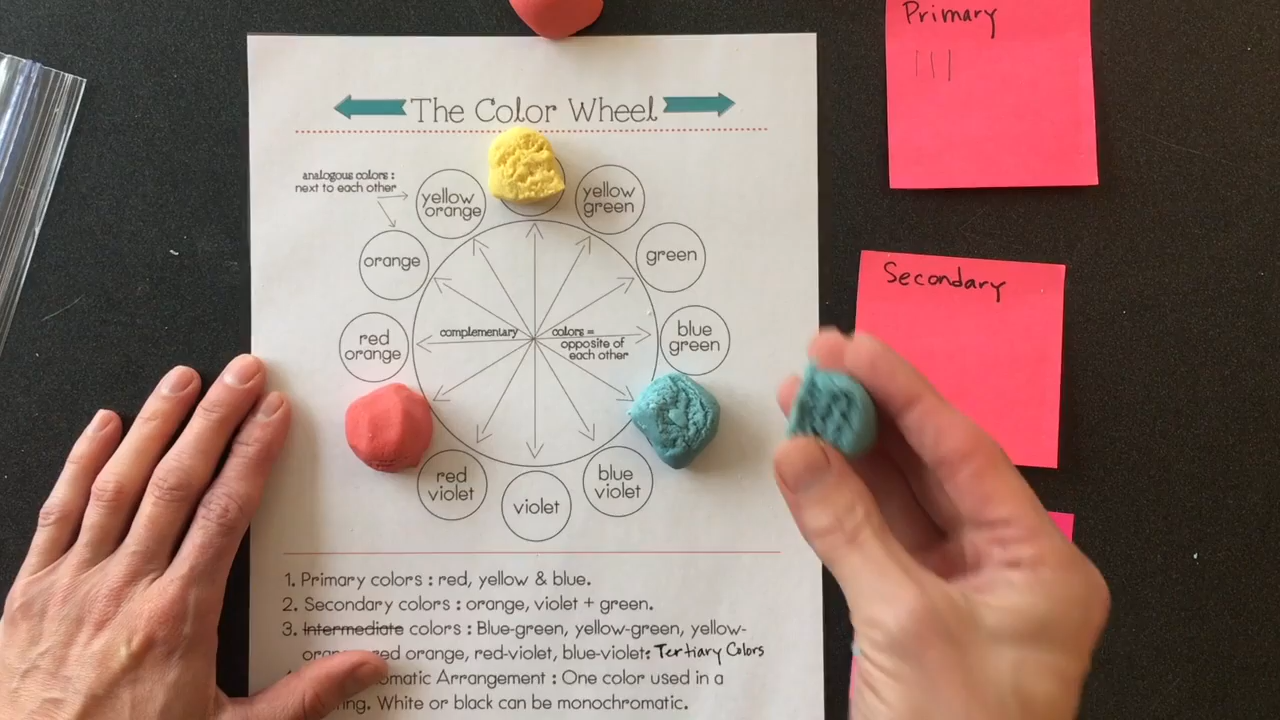 Primary
|||
The Color Wheel
analogous colors :
next to each other
yellow
orange
yellow
green
orange
green
Secondary
red
orange
complementary
colors =
opposite of
each other
blue
green
red
violet
violet
blue
violet
1. Primary colors : red, yellow & blue.
2. Secondary colors : orange, violet + green.
3. Intermediate colors : Blue-green, yellow-green, yellow-
red orange, red-violet, blue-violet: Tertiary Colors
Arrangement : One color used in a
White or black can be monochromatic.